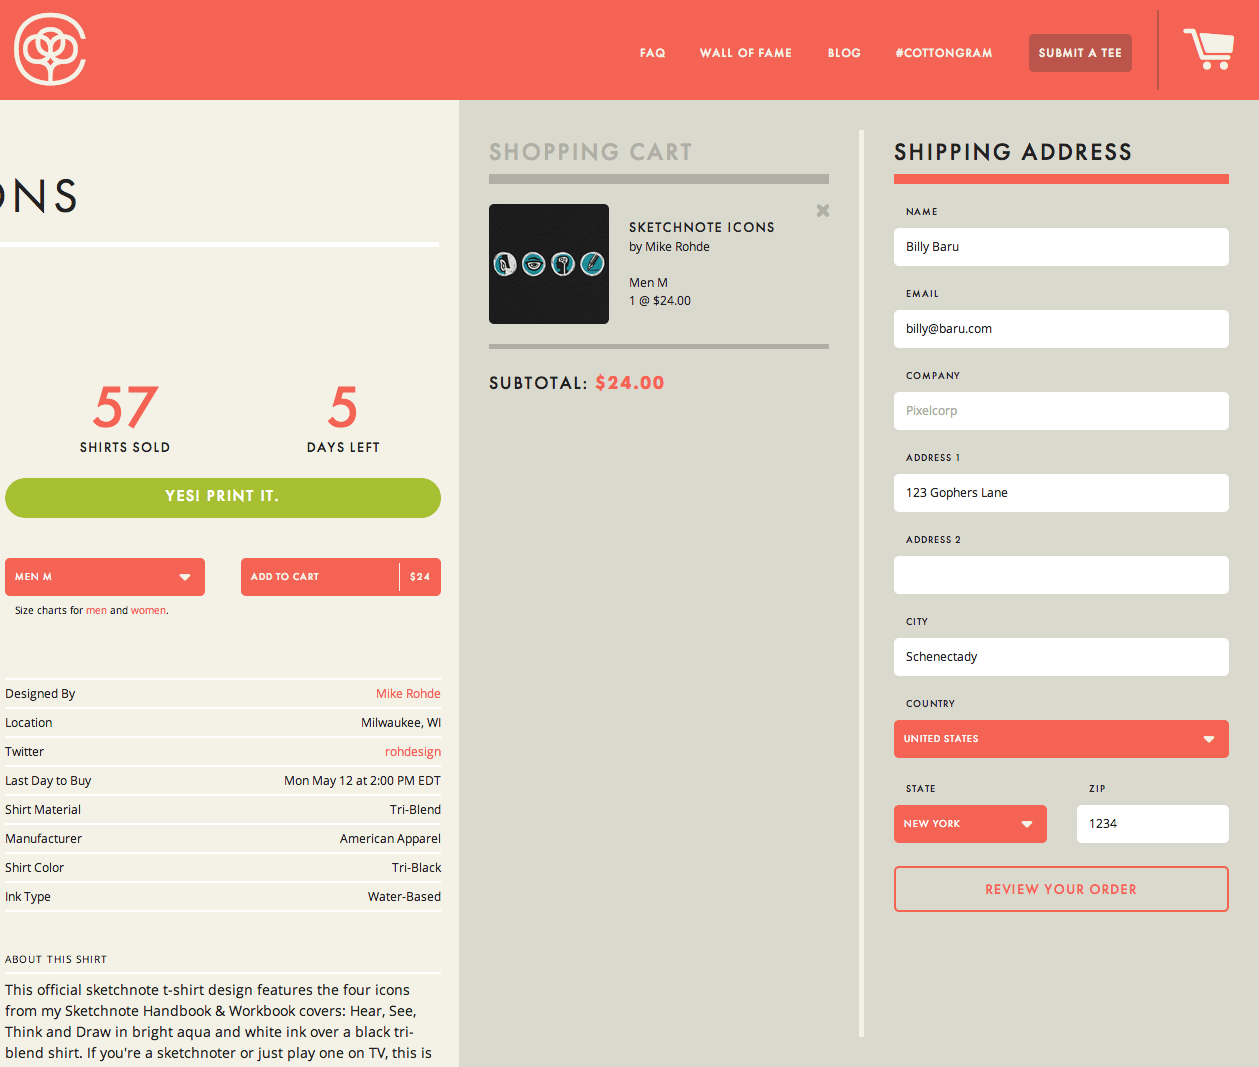 FAQ
WALL OF FAME
BLOG
#COTTONGRAM
SUBMIT A TEE
ONS
57
SHIRTS SOLD
5
DAYS LEFT
YES! PRINT IT.
MEN M
ADD TO CART
$24
Size charts for men and women.
Designed By Mike Rohde
Location Milwaukee, WI
Twitter rohdesign
Last Day to Buy Mon May 12 at 2:00 PM EDT
Shirt Material Tri-Blend
Manufacturer American Apparel
Shirt Color Tri-Black
Ink Type Water-Based
ABOUT THIS SHIRT
This official sketchnote t-shirt design features the four icons
from my Sketchnote Handbook & Workbook covers: Hear, See,
Think and Draw in bright aqua and white ink over a black tri-
blend shirt. If you're a sketchnoter or just play one on TV, this is
SHOPPING CART
SKETCHNOTE ICONS
by Mike Rohde
Men M
1 @ $24.00
SUBTOTAL: $24.00
SHIPPING ADDRESS
NAME
Billy Baru
EMAIL
billy@baru.com
COMPANY
Pixelcorp
ADDRESS 1
123 Gophers Lane
ADDRESS 2
CITY
Schenectady
COUNTRY
UNITED STATES
STATE
NEW YORK
ZIP
1234
REVIEW YOUR ORDER